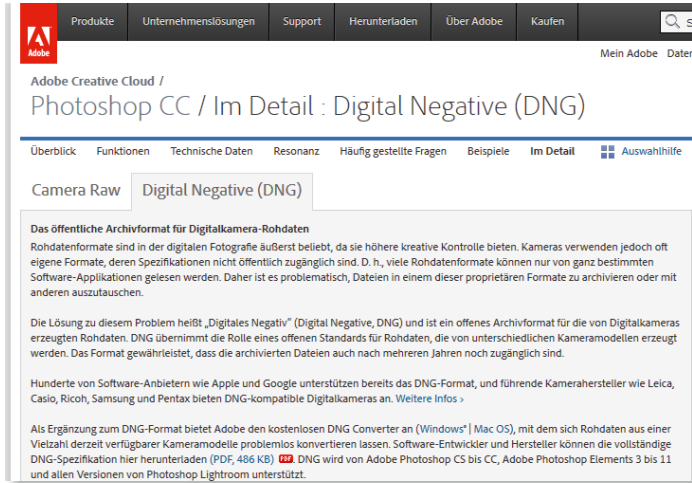 Produkte Unternehmenslösungen Support Herunterladen Über Adobe Kaufen
Adobe
Mein Adobe
Adobe Creative Cloud /
Photoshop CC / Im Detail : Digital Negative (DNG)
Überblick Funktionen Technische Daten Resonanz Häufig gestellte Fragen Beispiele Im Detail Auswahlhilfe
Camera Raw Digital Negative (DNG)
Das öffentliche Archivformat für Digitalkamera-Rohdaten
Rohdatenformate sind in der digitalen Fotografie äußerst beliebt, da sie höhere kreative Kontrolle bieten. Kameras verwenden jedoch oft
eigene Formate, deren Spezifikationen nicht öffentlich zugänglich sind. D. h., viele Rohdatenformate können nur von ganz bestimmten
Software-Applikationen gelesen werden. Daher ist es problematisch, Dateien in einem dieser proprietären Formate zu archivieren oder mit
anderen auszutauschen.
Die Lösung zu diesem Problem heißt „Digitales Negativ" (Digital Negative, DNG) und ist ein offenes Archivformat für die von Digitalkameras
erzeugten Rohdaten. DNG übernimmt die Rolle eines offenen Standards für Rohdaten, die von unterschiedlichen Kameramodellen erzeugt
werden. Das Format gewährleistet, dass die archivierten Dateien auch nach mehreren Jahren noch zugänglich sind.
Hunderte von Software-Anbietern wie Apple und Google unterstützen bereits das DNG-Format, und führende Kamerahersteller wie Leica,
Casio, Ricoh, Samsung und Pentax bieten DNG-kompatible Digitalkameras an. Weitere Infos ›
Als Ergänzung zum DNG-Format bietet Adobe den kostenlosen DNG Converter an (Windows® | Mac OS), mit dem sich Rohdaten aus einer
Vielzahl derzeit verfügbarer Kameramodelle problemlos konvertieren lassen. Software-Entwickler und Hersteller können die vollständige
DNG-Spezifikation hier herunterladen (PDF, 486 KB) PDF. DNG wird von Adobe Photoshop CS bis CC, Adobe Photoshop Elements 3 bis 11
und allen Versionen von Photoshop Lightroom unterstützt.